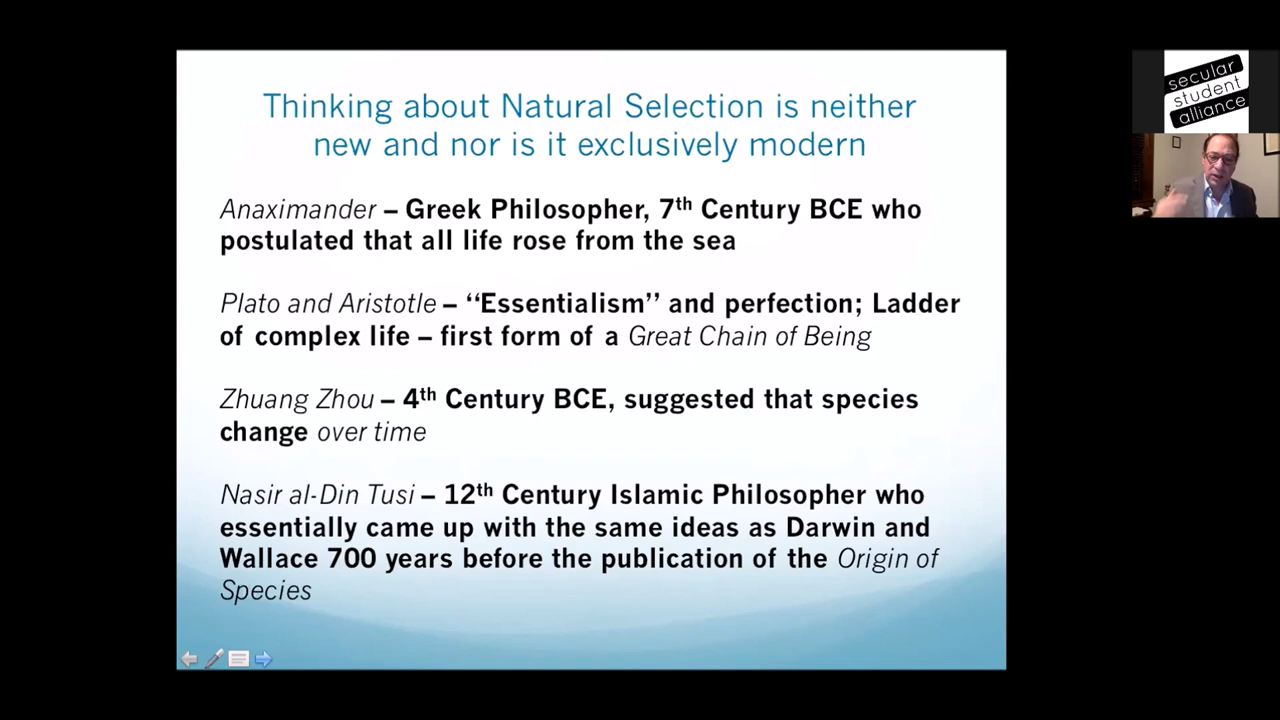 Thinking about Natural Selection is neither
new and nor is it exclusively modern
Anaximander – Greek Philosopher, 7th Century BCE who
postulated that all life rose from the sea
Plato and Aristotle – “Essentialism” and perfection; Ladder
of complex life – first form of a Great Chain of Being
Zhuang Zhou – 4th Century BCE, suggested that species
change over time
Nasir al-Din Tusi – 12th Century Islamic Philosopher who
essentially came up with the same ideas as Darwin and
Wallace 700 years before the publication of the Origin of
Species
secular
student
alliance